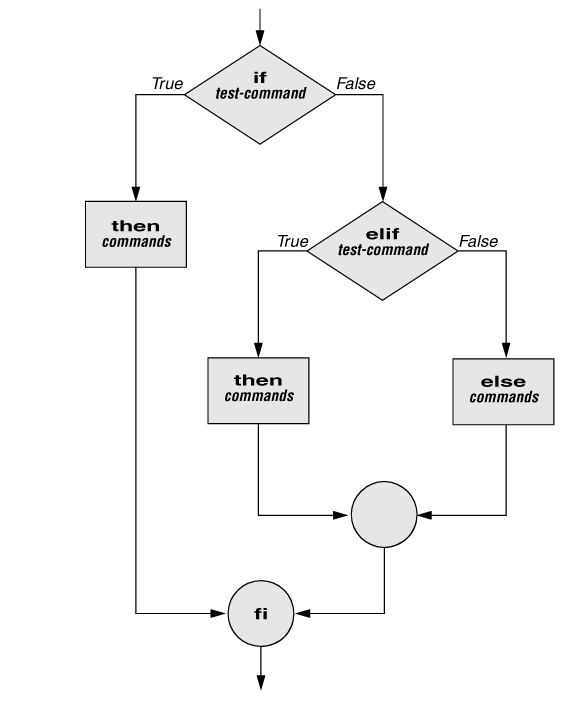 if
test-command
True
False
then
commands
elif
test-command
True
False
then
commands
else
commands
fi